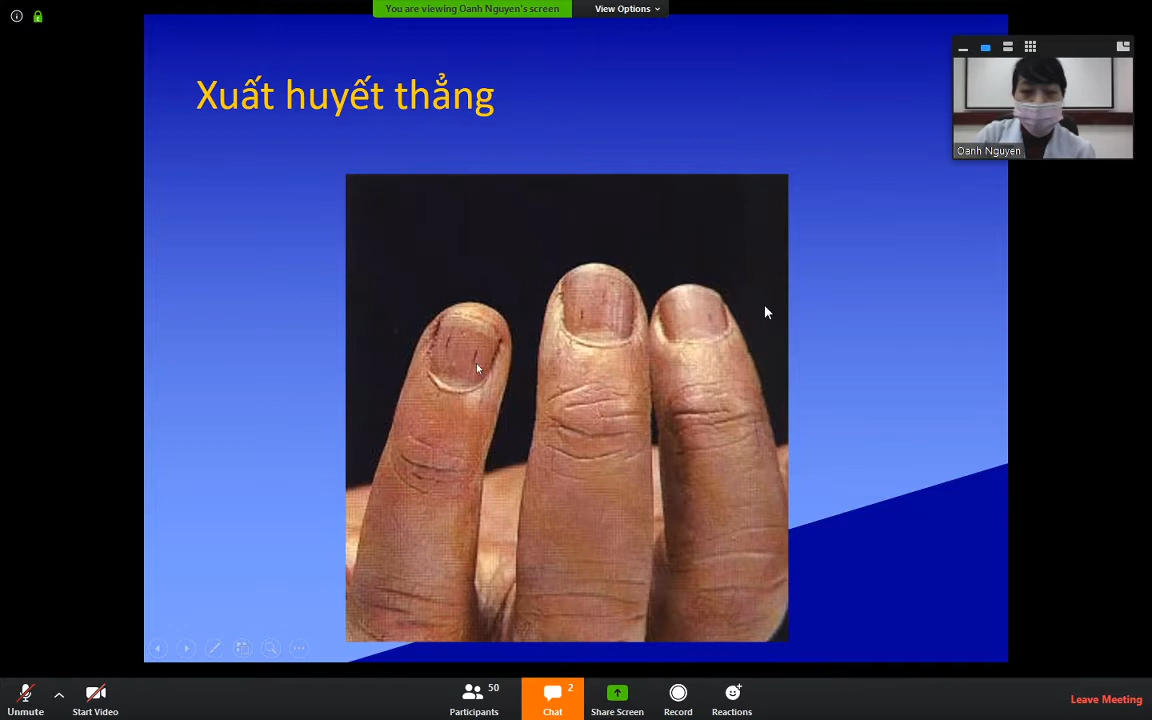 You are viewing Oanh Nguyen's screen
View Options
Xuất huyết thẳng
Oanh Nguyen
Unmute
Start Video
50
Participants
2
Chat
Share Screen
Record
Reactions
Leave Meeting